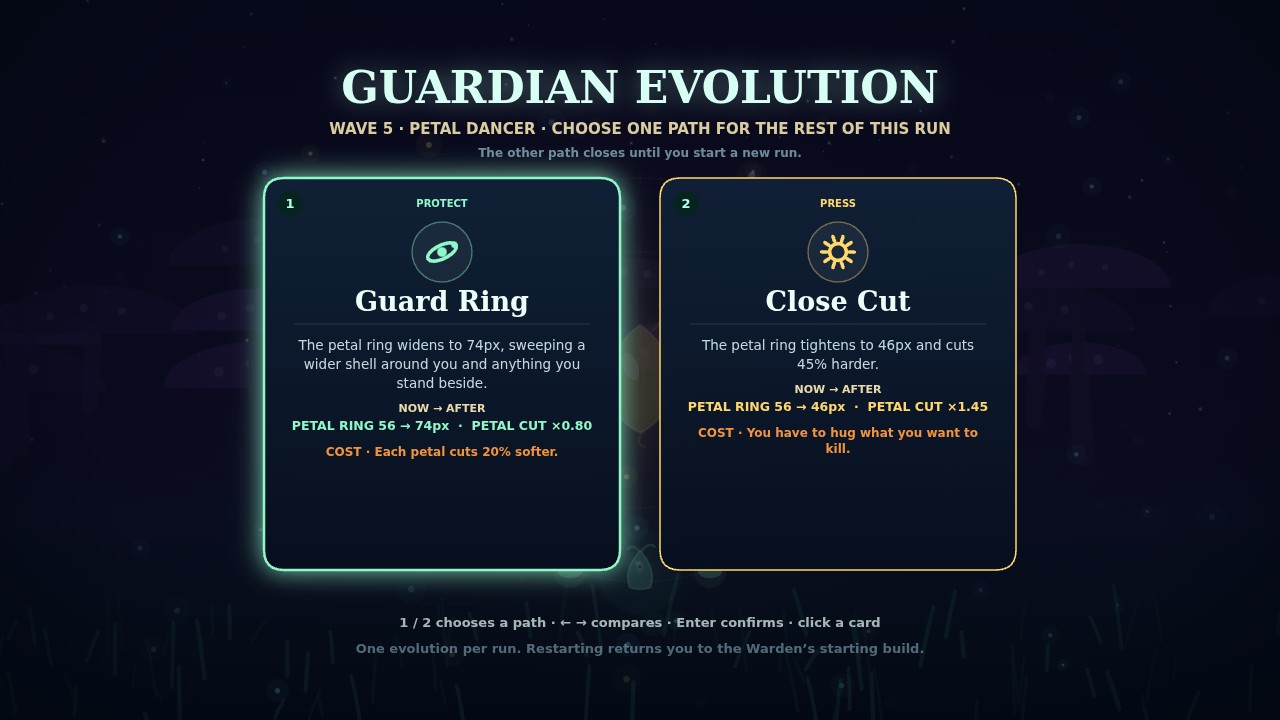 GUARDIAN EVOLUTION
WAVE 5 · PETAL DANCER · CHOOSE ONE PATH FOR THE REST OF THIS RUN
The other path closes until you start a new run.
1
PROTECT
Guard Ring
The petal ring widens to 74px, sweeping a
wider shell around you and anything you
stand beside.
NOW → AFTER
PETAL RING 56 → 74px · PETAL CUT ×0.80
COST · Each petal cuts 20% softer.
2
PRESS
Close Cut
The petal ring tightens to 46px and cuts
45% harder.
NOW → AFTER
PETAL RING 56 → 46px · PETAL CUT ×1.45
COST · You have to hug what you want to
kill.
1 / 2 chooses a path · ← → compares · Enter confirms · click a card
One evolution per run. Restarting returns you to the Warden’s starting build.